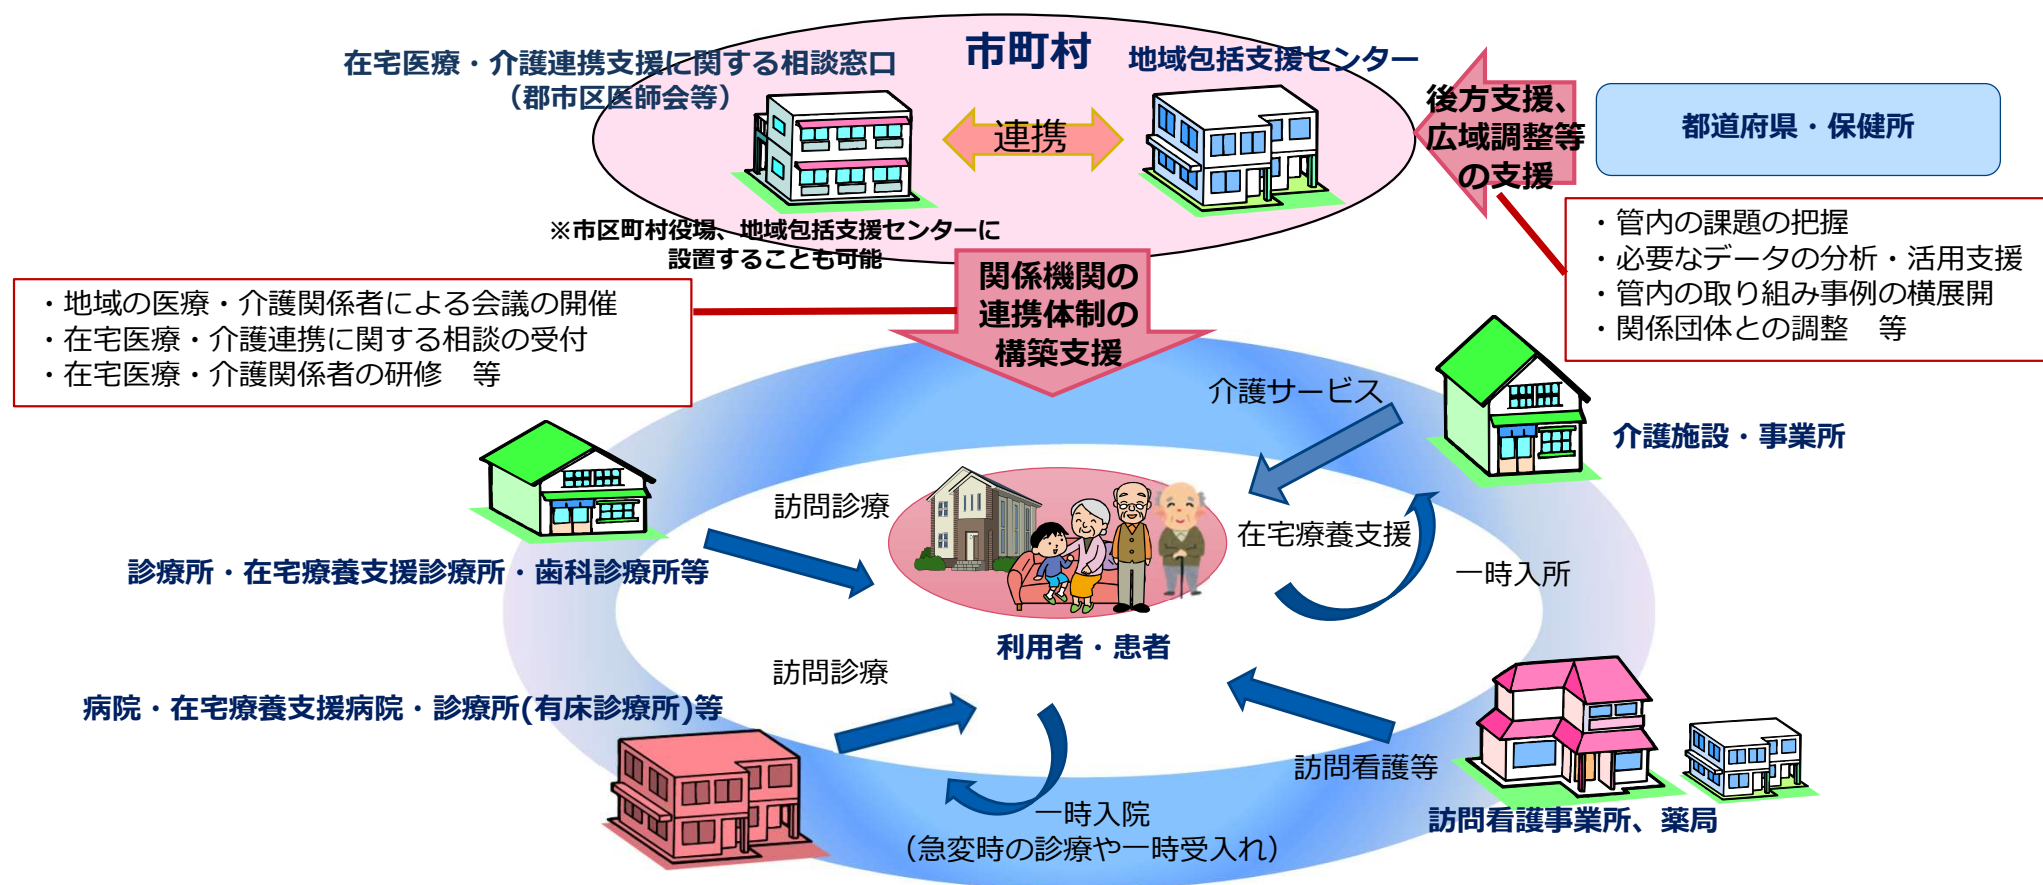 市町村
在宅医療・介護連携支援に関する相談窓口
（郡市区医師会等）
地域包括支援センター
連携
※市区町村役場、地域包括支援センターに
設置することも可能
後方支援、
広域調整等
の支援
都道府県・保健所
・管内の課題の把握
・必要なデータの分析・活用支援
・管内の取り組み事例の横展開
・関係団体との調整　等
関係機関の
連携体制の
構築支援
・地域の医療・介護関係者による会議の開催
・在宅医療・介護連携に関する相談の受付
・在宅医療・介護関係者の研修　等
介護サービス
介護施設・事業所
訪問診療
在宅療養支援
一時入所
診療所・在宅療養支援診療所・歯科診療所等
利用者・患者
訪問診療
病院・在宅療養支援病院・診療所(有床診療所)等
訪問看護等
一時入院
（急変時の診療や一時受入れ）
訪問看護事業所、薬局